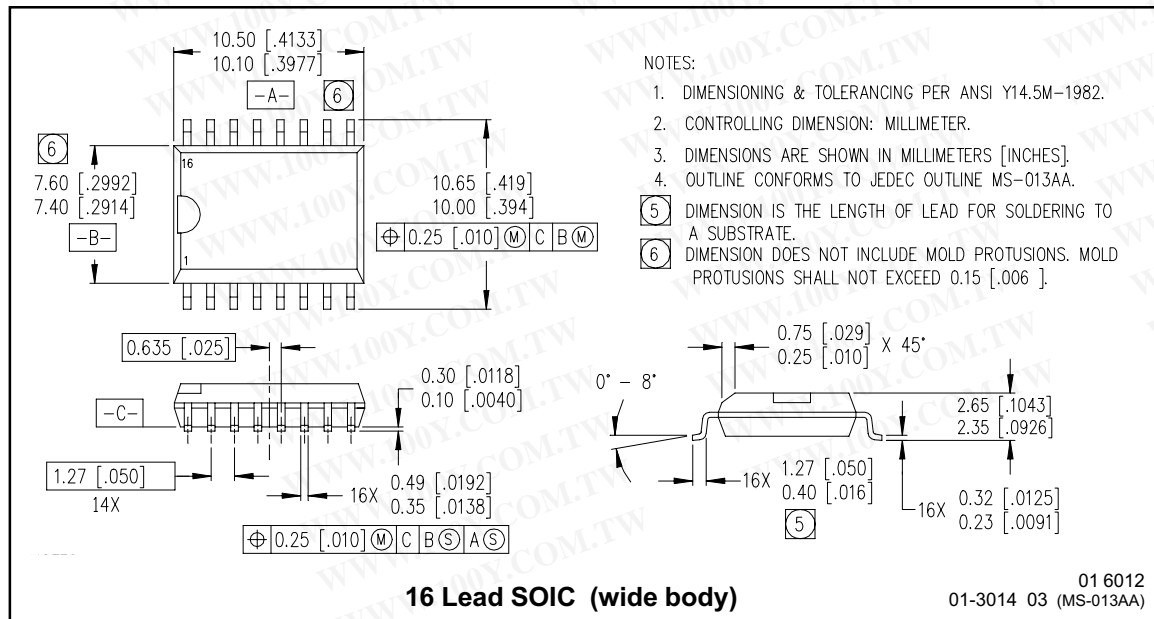 10.50 [.4133]
10.10 [.3977]
-A-
6
6
7.60 [.2992]
7.40 [.2914]
-B-
16
1
10.65 [.419]
10.00 [.394]
⌖ 0.25 [.010] Ⓜ C B Ⓜ
NOTES:
1. DIMENSIONING & TOLERANCING PER ANSI Y14.5M-1982.
2. CONTROLLING DIMENSION: MILLIMETER.
3. DIMENSIONS ARE SHOWN IN MILLIMETERS [INCHES].
4. OUTLINE CONFORMS TO JEDEC OUTLINE MS-013AA.
5 DIMENSION IS THE LENGTH OF LEAD FOR SOLDERING TO
A SUBSTRATE.
6 DIMENSION DOES NOT INCLUDE MOLD PROTUSIONS. MOLD
PROTUSIONS SHALL NOT EXCEED 0.15 [.006 ].
0.635 [.025]
-C-
0.30 [.0118]
0.10 [.0040]
1.27 [.050]
14X
16X
0.49 [.0192]
0.35 [.0138]
⌖ 0.25 [.010] Ⓜ C B Ⓢ A Ⓢ
0.75 [.029]
0.25 [.010]
X 45°
0° - 8°
2.65 [.1043]
2.35 [.0926]
16X
1.27 [.050]
0.40 [.016]
5
16X
0.32 [.0125]
0.23 [.0091]
16 Lead SOIC (wide body)
01 6012
01-3014 03 (MS-013AA)
WWW.100Y.COM.TW